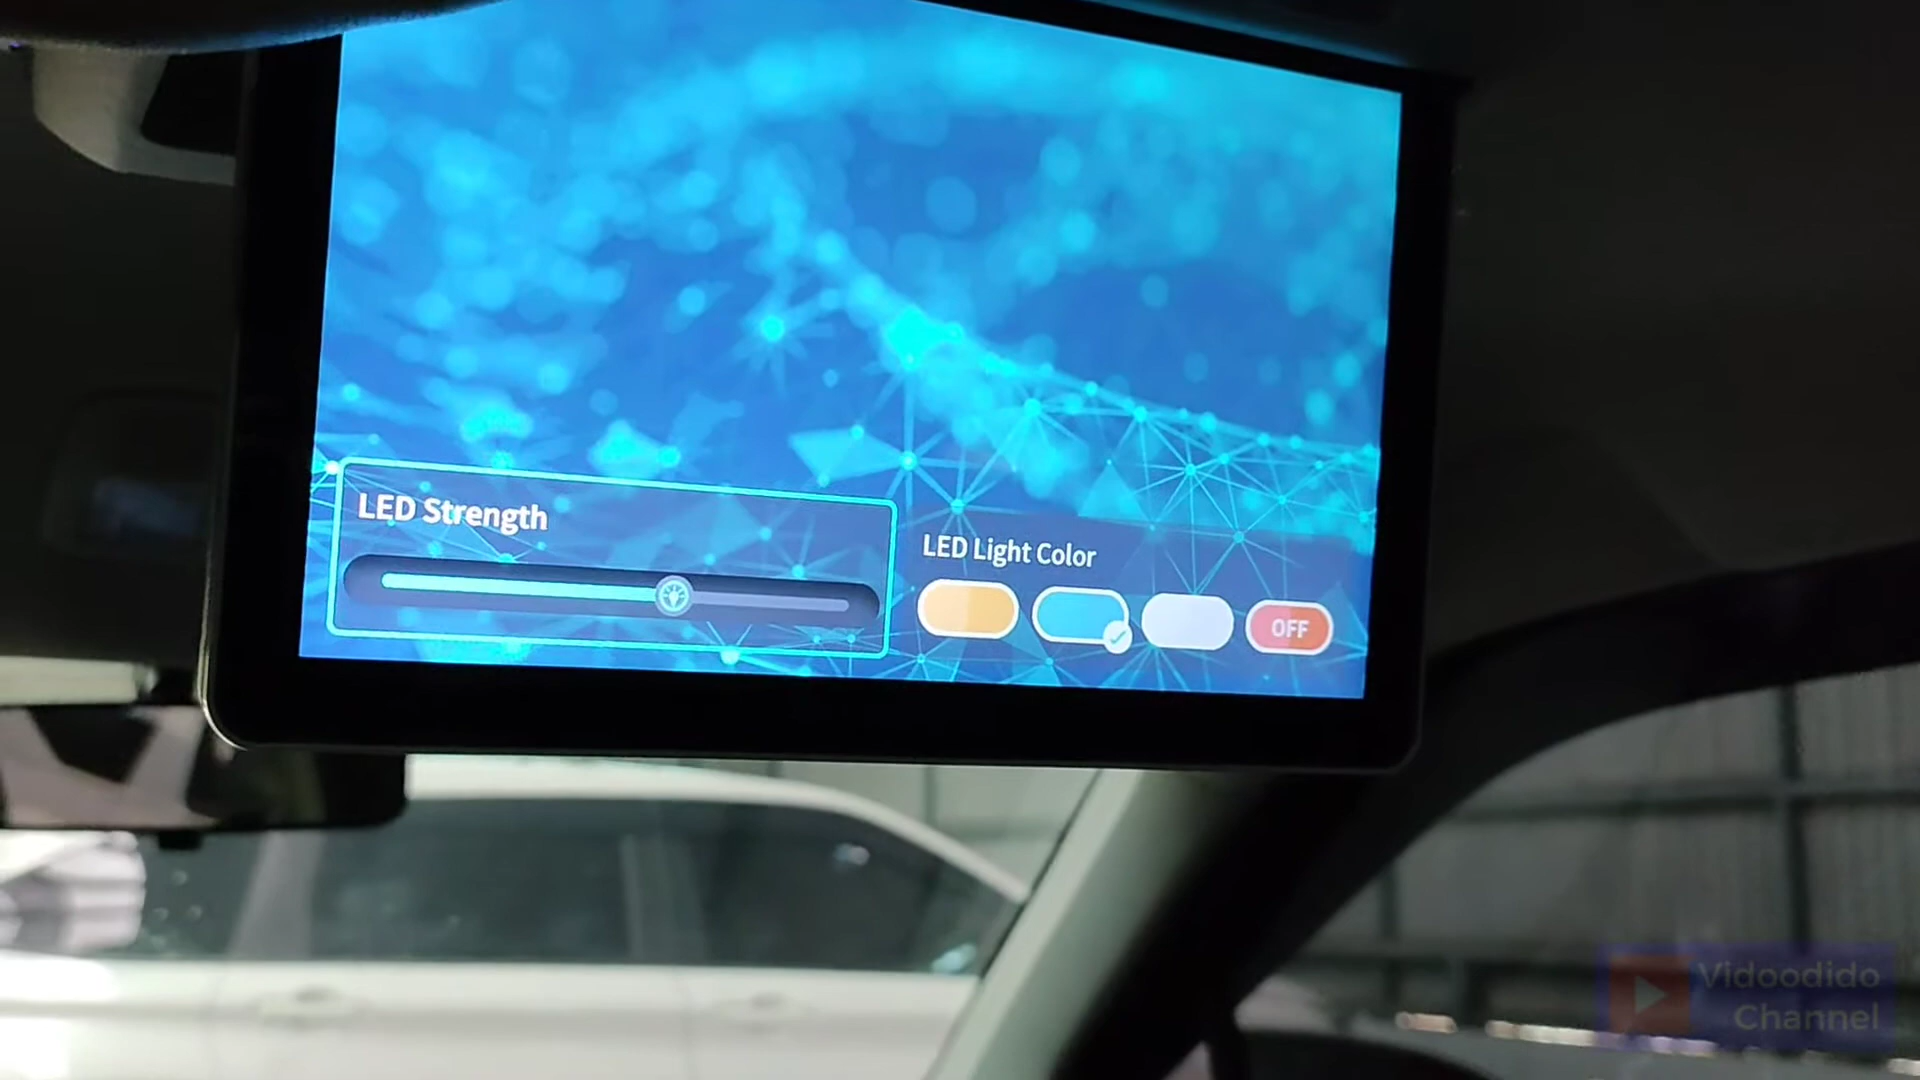 LED Strength
LED Light Color
OFF
Vidoodido
Channel